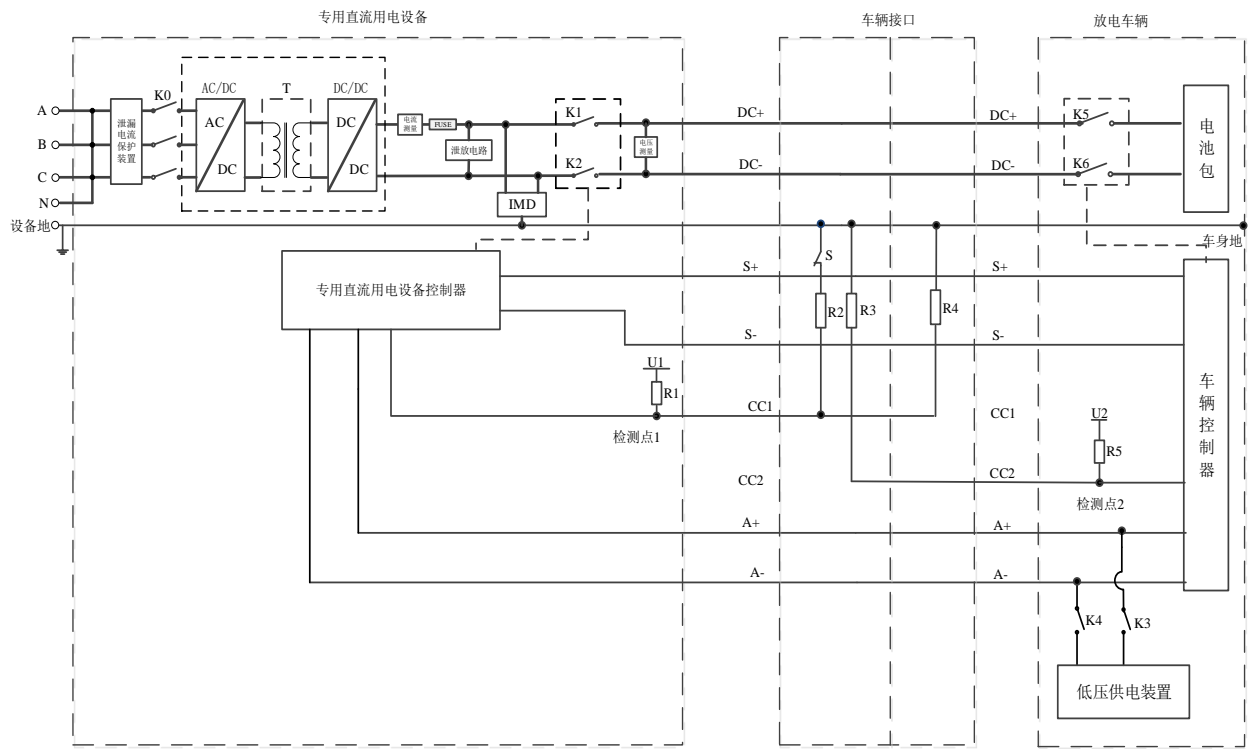 专用直流用电设备
车辆接口
放电车辆
AC/DC
T
DC/DC
A
B
C
N
设备地
泄漏
电流
保护
装置
K0
AC
DC
DC
DC
电流
测量
FUSE
泄放电路
IMD
K1
K2
电压
测量
DC+
DC-
DC+
DC-
K5
K6
电池包
车身地
专用直流用电设备控制器
S+
S-
S
R2
R3
R4
S+
S-
U1
R1
检测点1
CC1
CC2
CC1
CC2
U2
R5
检测点2
车辆控制器
A+
A-
A+
A-
K4
K3
低压供电装置